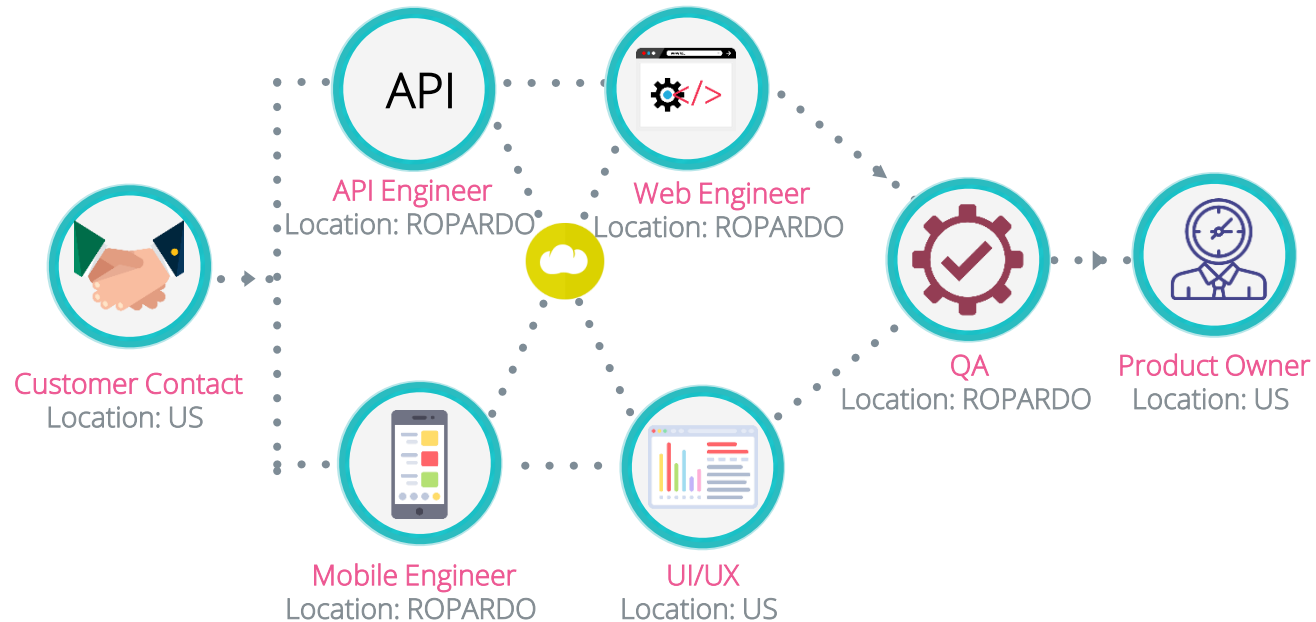 API
API Engineer
Location: ROPARDO
</>
Web Engineer
Location: ROPARDO
Customer Contact
Location: US
QA
Location: ROPARDO
Product Owner
Location: US
Mobile Engineer
Location: ROPARDO
UI/UX
Location: US